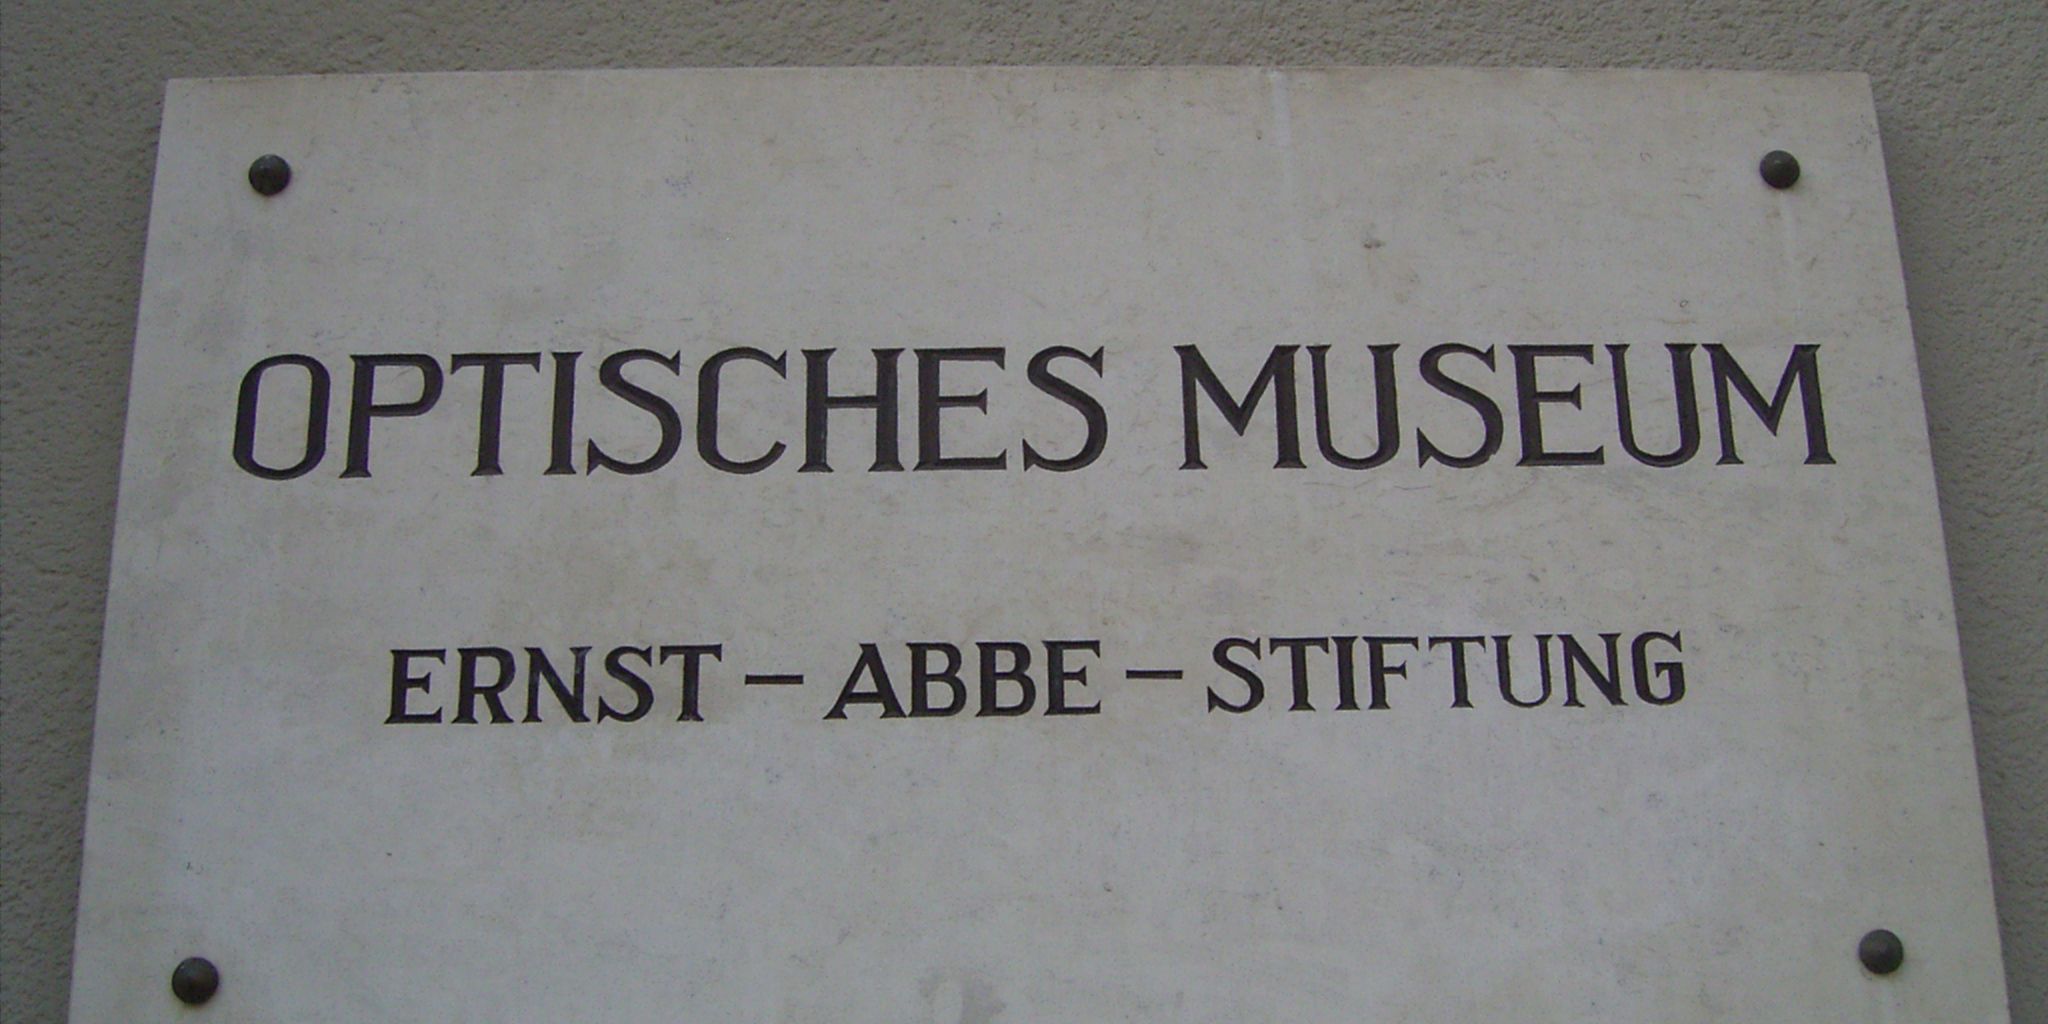 OPTISCHES MUSEUM
ERNST – ABBE – STIFTUNG